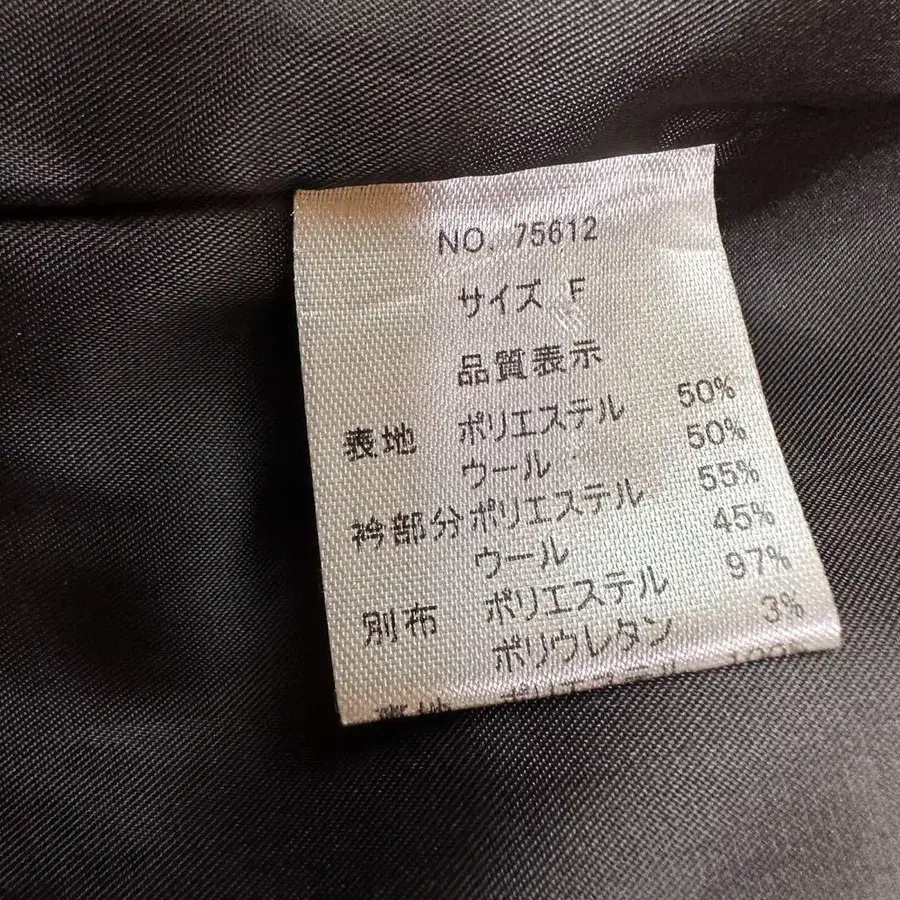 NO. 75612
サイズ F
品質表示
表地 ポリエステル 50%
ウール 50%
衿部分 ポリエステル 55%
ウール 45%
別布 ポリエステル 97%
ポリウレタン 3%